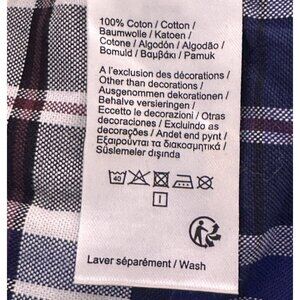 100% Coton / Cotton /
Baumwolle / Katoen /
Cotone / Algodón / Algodão /
Bomuld / Βαμβάκι / Pamuk
A l'exclusion des décorations /
Other than decorations /
Ausgenommen dekorationen /
Behalve versieringen /
Eccetto le decorazioni / Otras
decoraciones / Excluindo as
decorações / Andet end pynt /
Εξαιρούνται τα διακοσμητικά /
Süslemeler dışında
40
I
Laver séparément / Wash